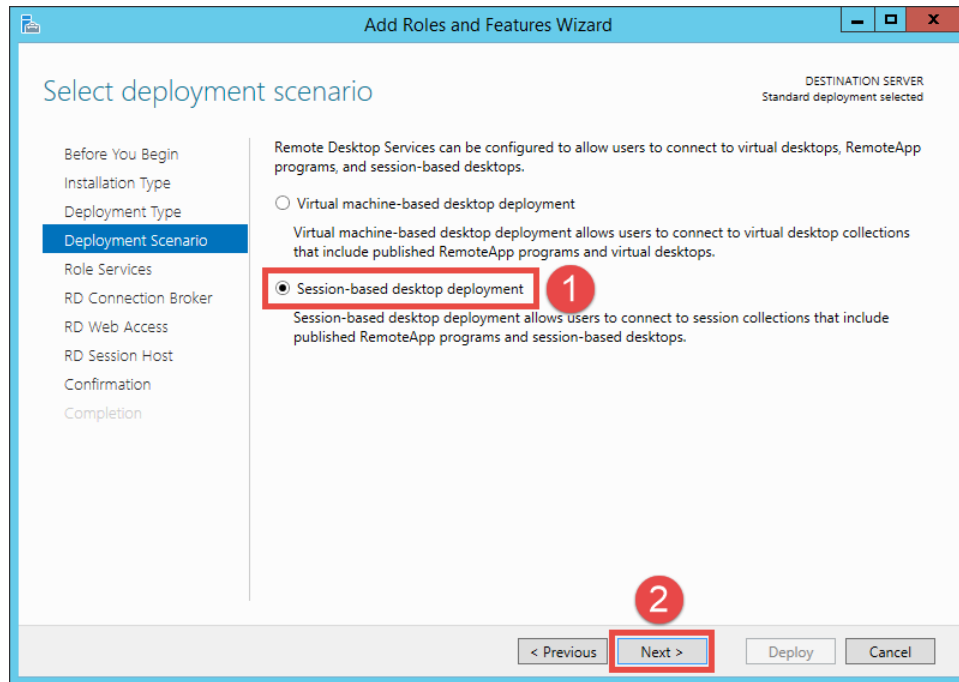 Add Roles and Features Wizard
Select deployment scenario
DESTINATION SERVER
Standard deployment selected
Before You Begin
Installation Type
Deployment Type
Deployment Scenario
Role Services
RD Connection Broker
RD Web Access
RD Session Host
Confirmation
Completion
Remote Desktop Services can be configured to allow users to connect to virtual desktops, RemoteApp
programs, and session-based desktops.
Virtual machine-based desktop deployment
Virtual machine-based desktop deployment allows users to connect to virtual desktop collections
that include published RemoteApp programs and virtual desktops.
Session-based desktop deployment
1
Session-based desktop deployment allows users to connect to session collections that include
published RemoteApp programs and session-based desktops.
2
< Previous
Next >
Deploy
Cancel